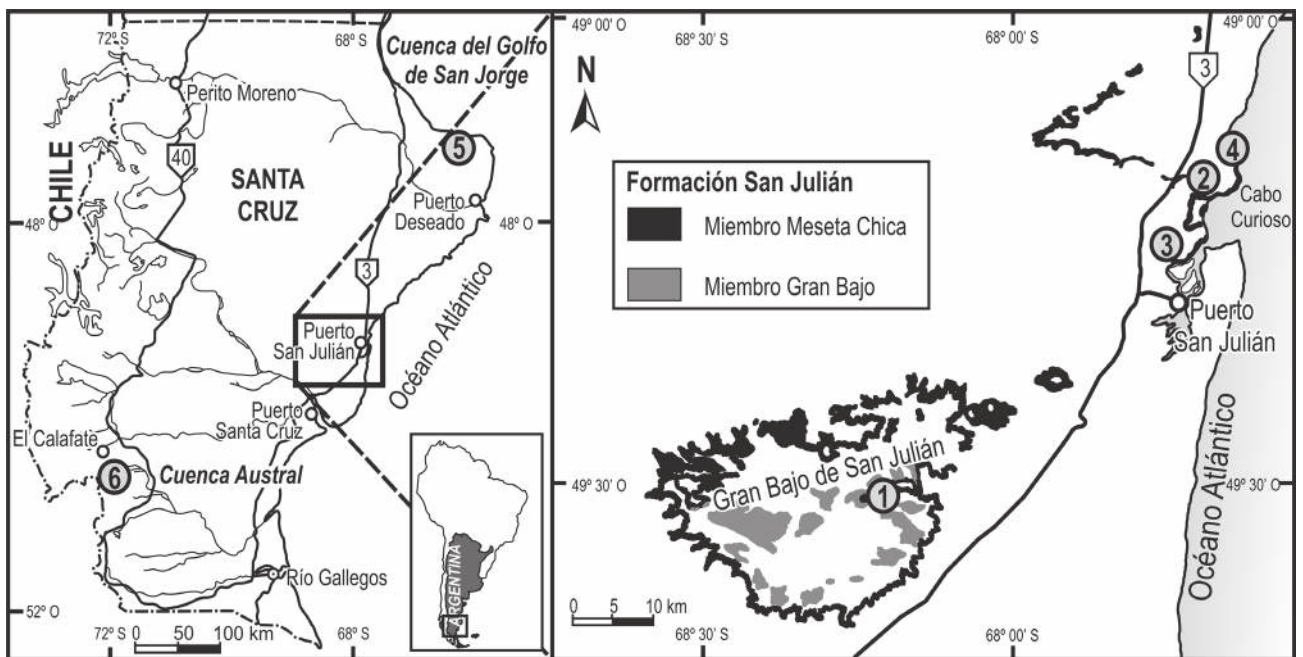 72º S
68º S
Cuenca del Golfo
de San Jorge
Perito Moreno
CHILE
40
SANTA
CRUZ
5
Puerto
Deseado
48º O
48º O
3
Puerto
San Julián
Océano Atlántico
Puerto
Santa Cruz
El Calafate
6
Cuenca Austral
Río Gallegos
52º O
72º S
0 50 100 km
68º S
ARGENTINA
49º 00' O
68º 30' S
68º 00' S
49º 00' O
N
3
Formación San Julián
Miembro Meseta Chica
Miembro Gran Bajo
4
2
Cabo
Curioso
3
Puerto
San Julián
Gran Bajo de San Julián
1
49º 30' O
49º 30' O
Océano Atlántico
0 5 10 km
68º 30' S
68º 00' S